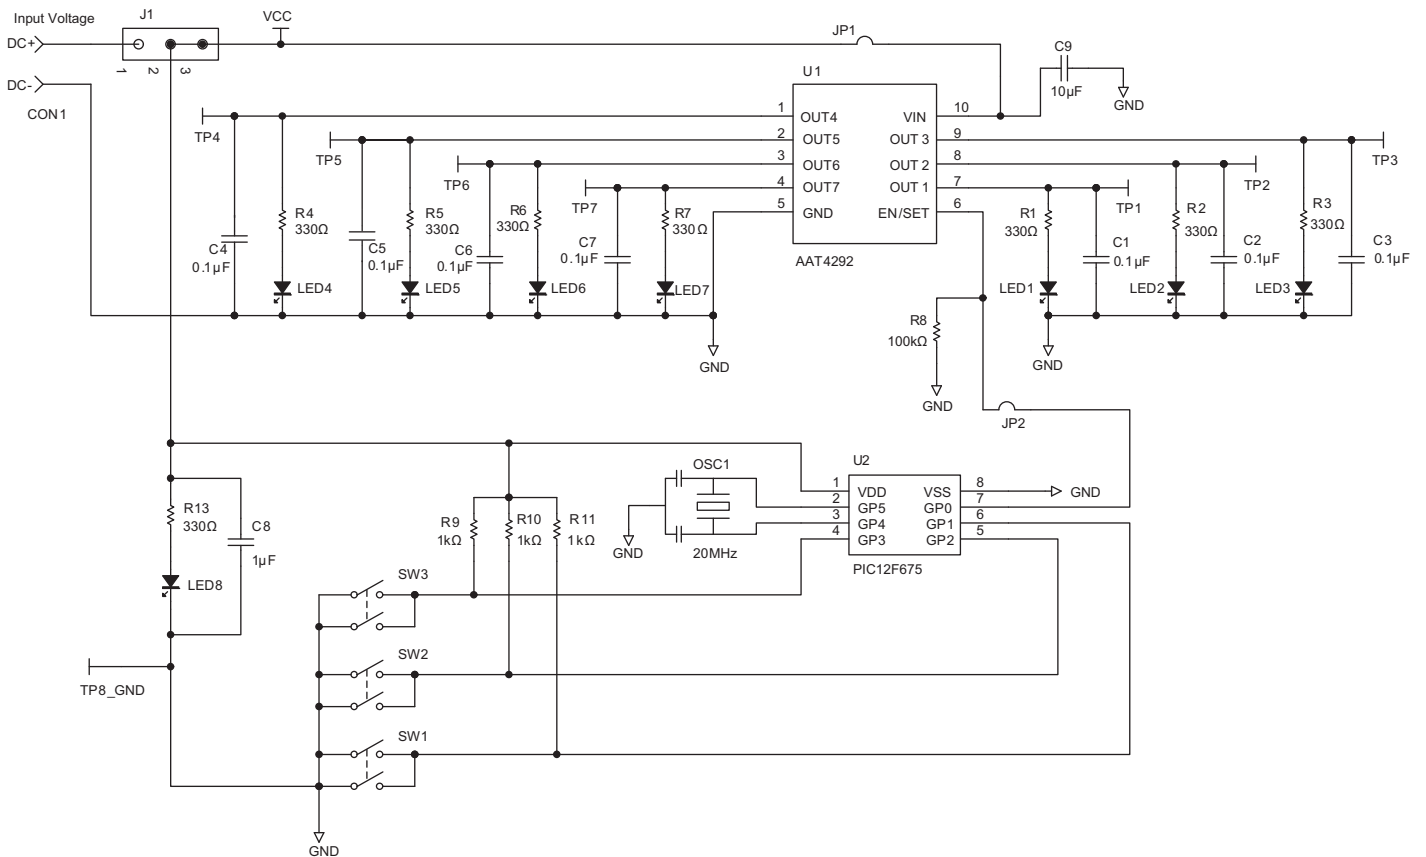 Input Voltage
DC+
J1
1
2
3
VCC
DC-
CON1
JP1
C9
10µF
GND
U1
1
2
3
4
5
OUT4
OUT5
OUT6
OUT7
GND
VIN
OUT 3
OUT 2
OUT 1
EN/SET
10
9
8
7
6
AAT4292
TP4
TP5
TP6
TP7
TP1
TP2
TP3
C4
0.1µF
R4
330Ω
LED4
C5
0.1µF
R5
330Ω
LED5
C6
0.1µF
R6
330Ω
LED6
C7
0.1µF
R7
330Ω
LED7
GND
R1
330Ω
LED1
C1
0.1µF
R2
330Ω
LED2
C2
0.1µF
R3
330Ω
LED3
C3
0.1µF
GND
R8
100kΩ
GND
JP2
R13
330Ω
C8
1µF
LED8
TP8_GND
R9
1kΩ
R10
1kΩ
R11
1kΩ
OSC1
20MHz
GND
U2
1
2
3
4
VDD
GP5
GP4
GP3
VSS
GP0
GP1
GP2
8
7
6
5
GND
PIC12F675
SW3
SW2
SW1
GND